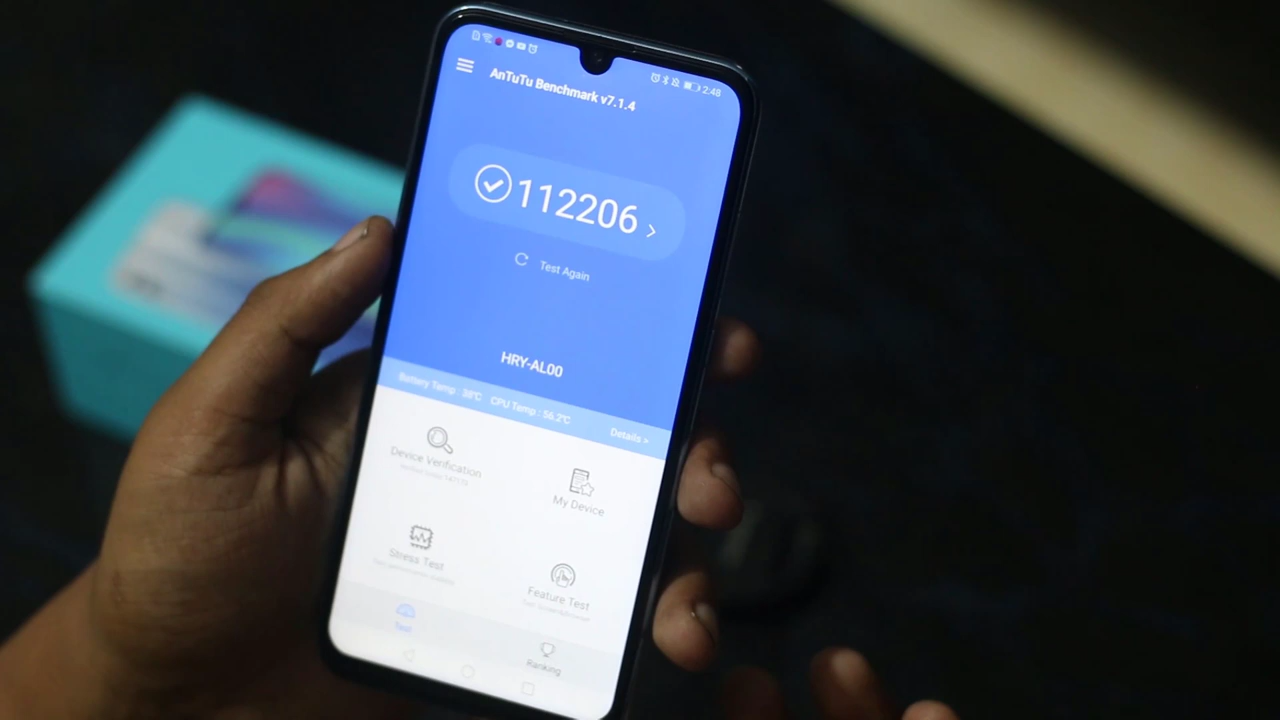 2:48
AnTuTu Benchmark v7.1.4
112206 >
Test Again
HRY-AL00
Battery Temp : 38℃ CPU Temp : 56.2℃ Details >
Device Verification
My Device
Stress Test
Feature Test
Test
Ranking